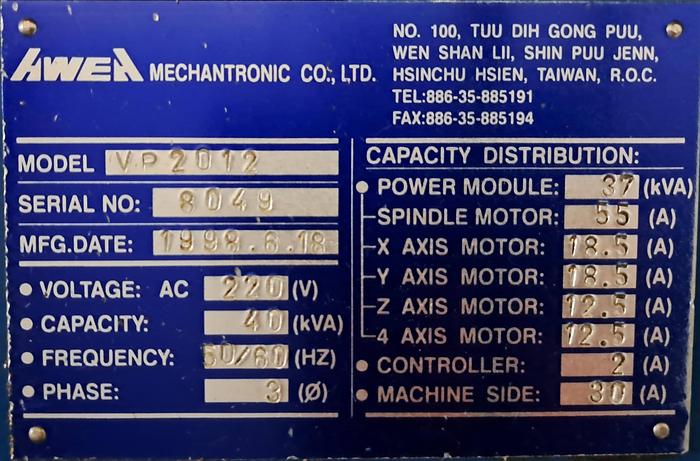 AWEA MECHANTRONIC CO., LTD.
NO. 100, TUU DIH GONG PUU,
WEN SHAN LII, SHIN PUU JENN,
HSINCHU HSIEN, TAIWAN, R.O.C.
TEL:886-35-885191
FAX:886-35-885194
MODEL VP2012
SERIAL NO: 8049
MFG.DATE: 1998.6.18
• VOLTAGE: AC 220 (V)
• CAPACITY: 40 (kVA)
• FREQUENCY: 50/60 (HZ)
• PHASE: 3 (Ø)
CAPACITY DISTRIBUTION:
• POWER MODULE: 37 (kVA)
SPINDLE MOTOR: 55 (A)
X AXIS MOTOR: 18.5 (A)
Y AXIS MOTOR: 18.5 (A)
Z AXIS MOTOR: 12.5 (A)
4 AXIS MOTOR: 12.5 (A)
• CONTROLLER: 2 (A)
• MACHINE SIDE: 30 (A)